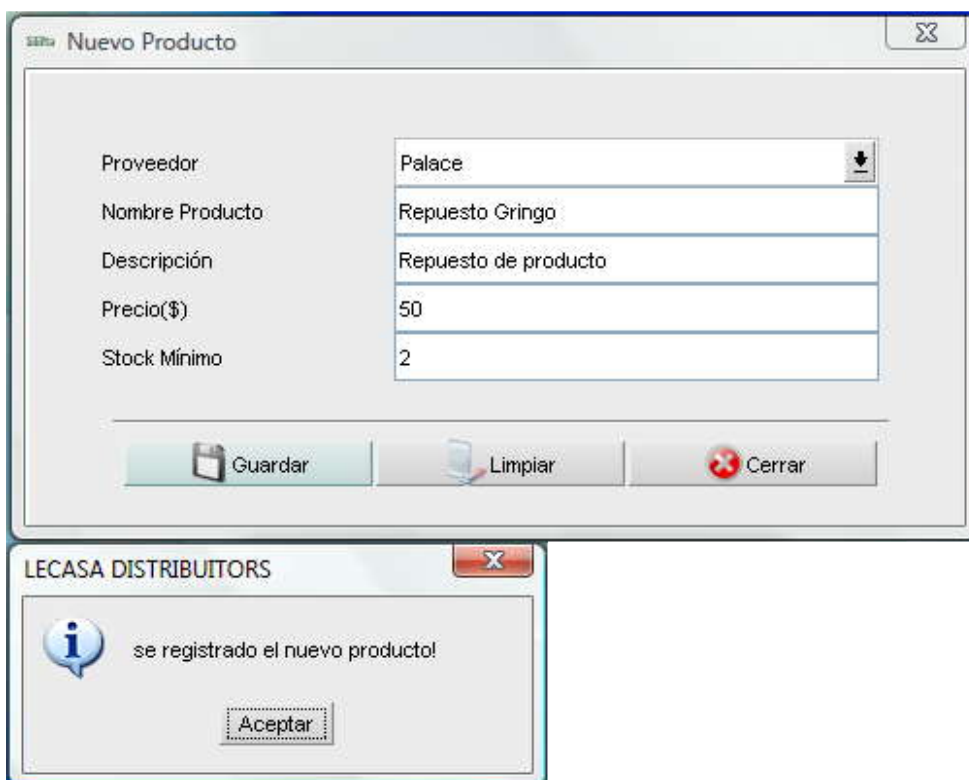 Nuevo Producto
Proveedor Palace
Nombre Producto Repuesto Gringo
Descripción Repuesto de producto
Precio($) 50
Stock Mínimo 2
Guardar Limpiar Cerrar
LECASA DISTRIBUITORS
se registrado el nuevo producto!
Aceptar